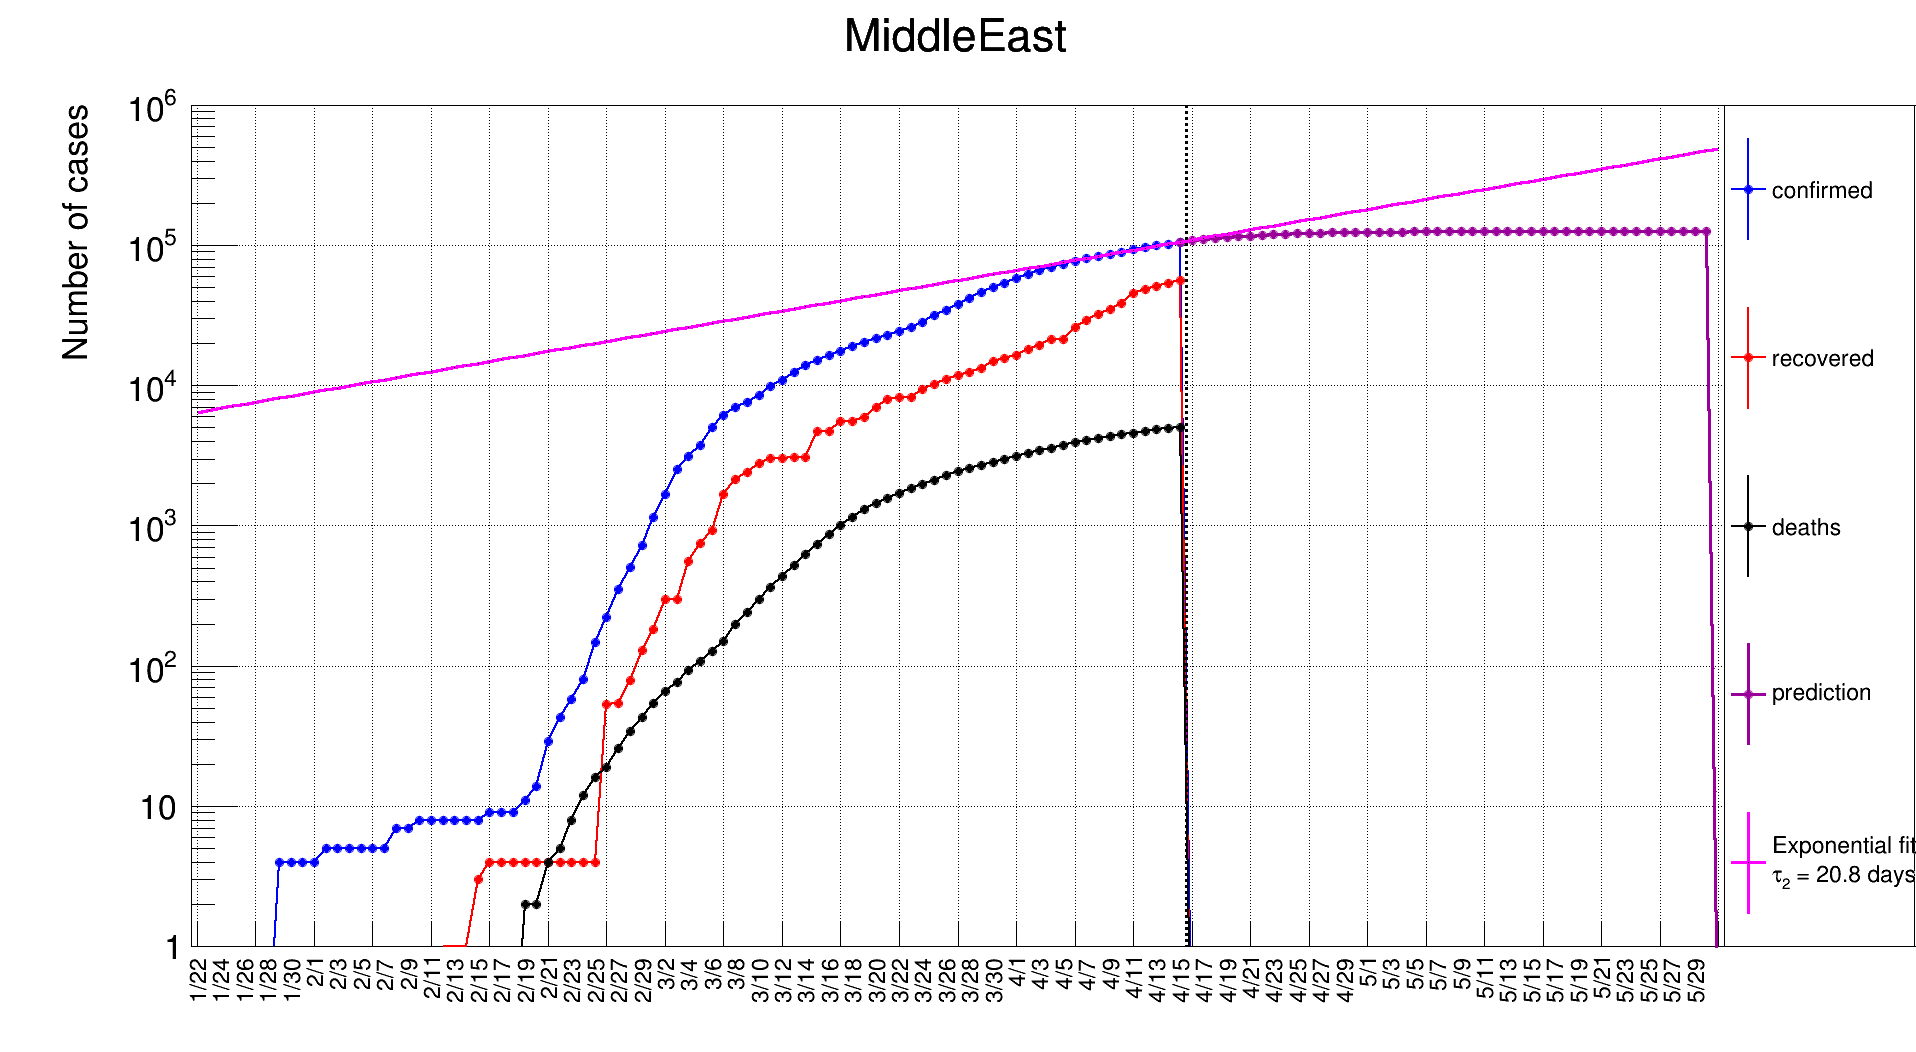 MiddleEast
Number of cases
10^6
10^5
10^4
10^3
10^2
10
1
1/22 1/24 1/26 1/28 1/30 2/1 2/3 2/5 2/7 2/9 2/11 2/13 2/15 2/17 2/19 2/21 2/23 2/25 2/27 2/29 3/2 3/4 3/6 3/8 3/10 3/12 3/14 3/16 3/18 3/20 3/22 3/24 3/26 3/28 3/30 4/1 4/3 4/5 4/7 4/9 4/11 4/13 4/15 4/17 4/19 4/21 4/23 4/25 4/27 4/29 5/1 5/3 5/5 5/7 5/9 5/11 5/13 5/15 5/17 5/19 5/21 5/23 5/25 5/27 5/29
confirmed
recovered
deaths
prediction
Exponential fit
τ₂ = 20.8 days